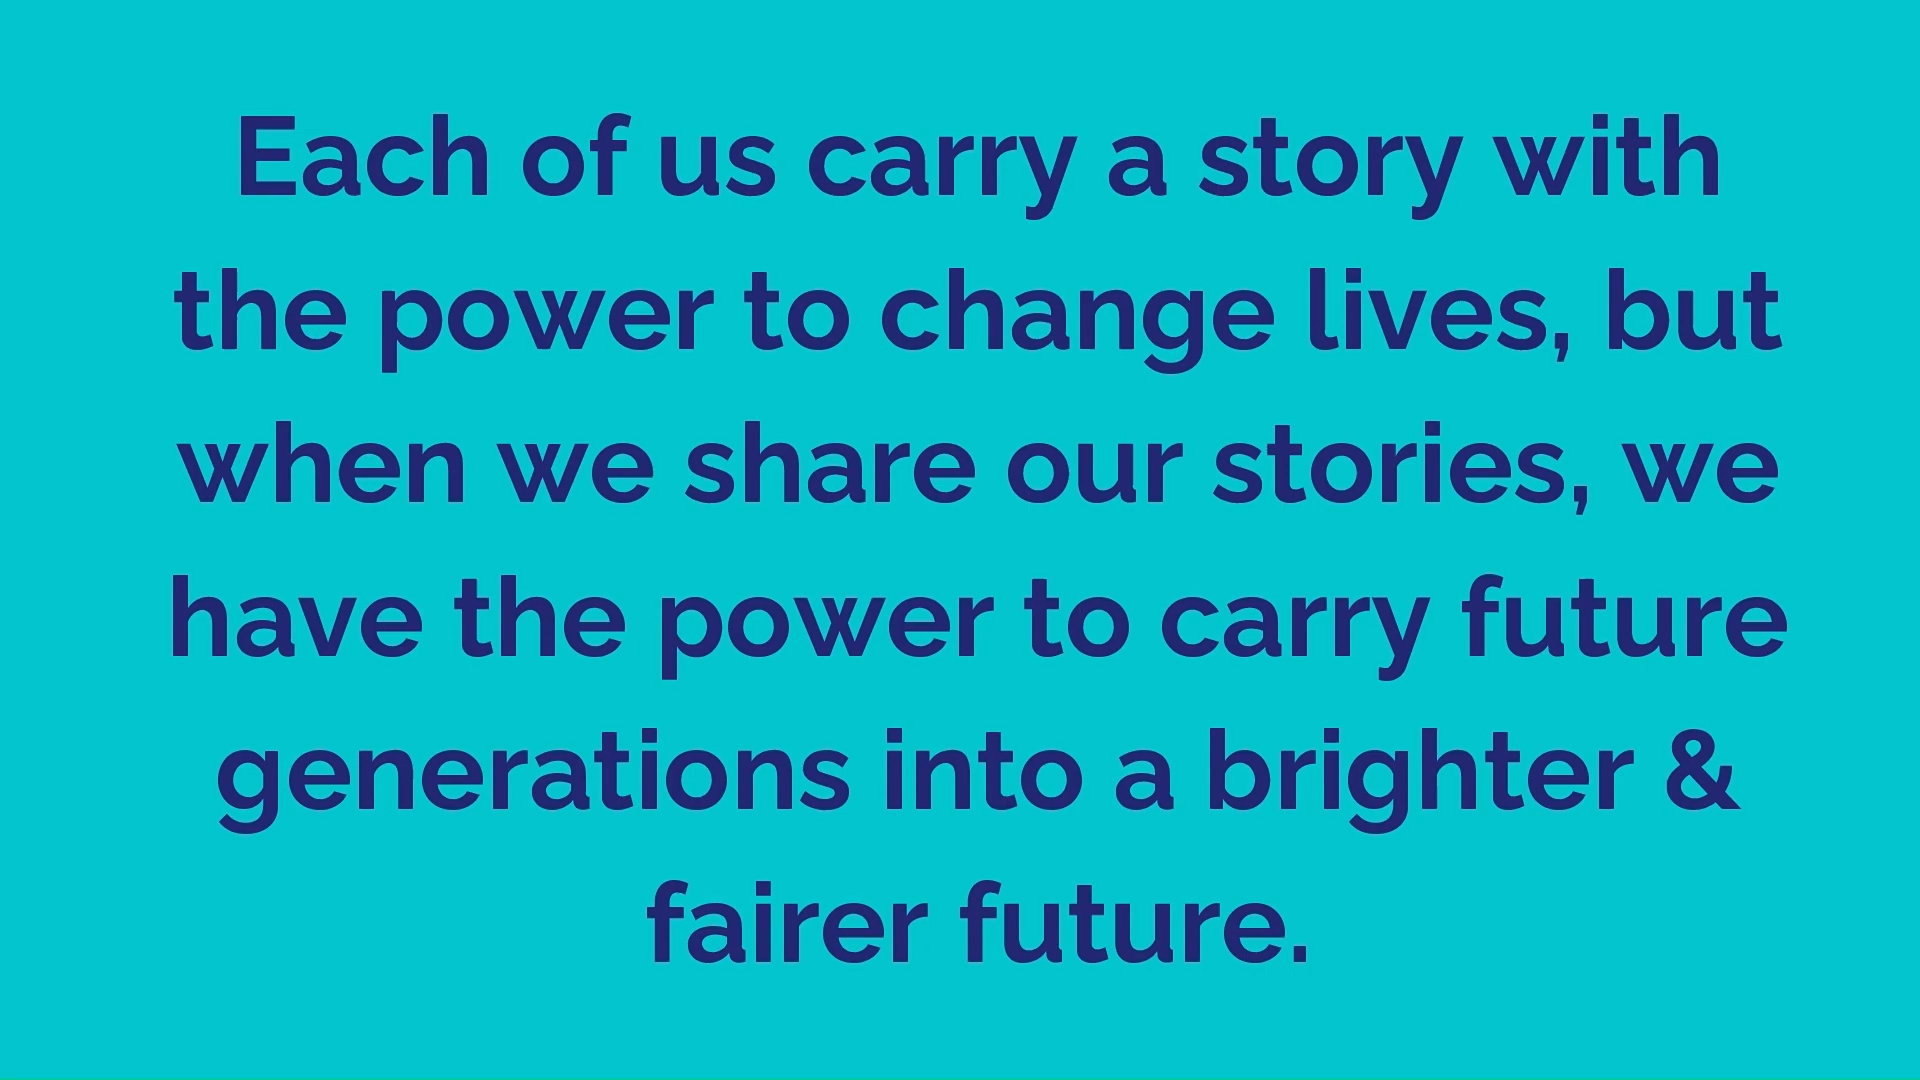 Each of us carry a story with
the power to change lives, but
when we share our stories, we
have the power to carry future
generations into a brighter &
fairer future.